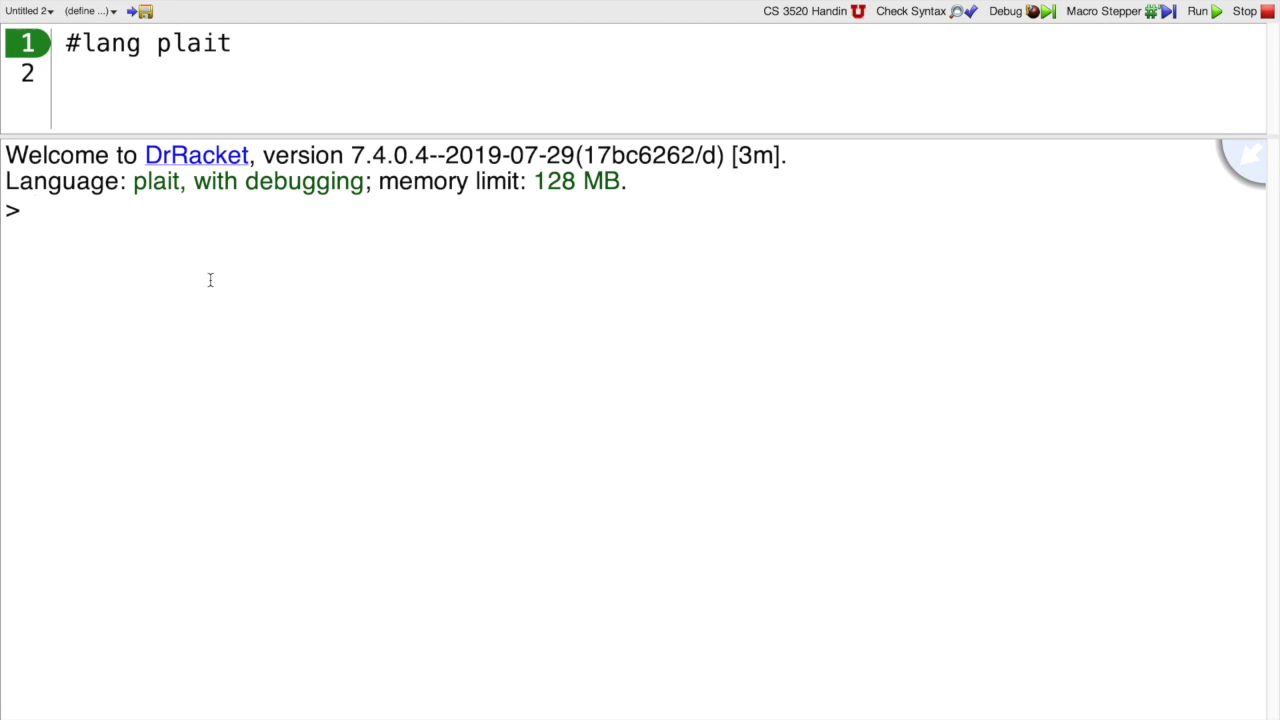 Untitled 2 (define ...) CS 3520 Handin Check Syntax Debug Macro Stepper Run Stop
1 #lang plait
2
Welcome to DrRacket, version 7.4.0.4--2019-07-29(17bc6262/d) [3m].
Language: plait, with debugging; memory limit: 128 MB.
>